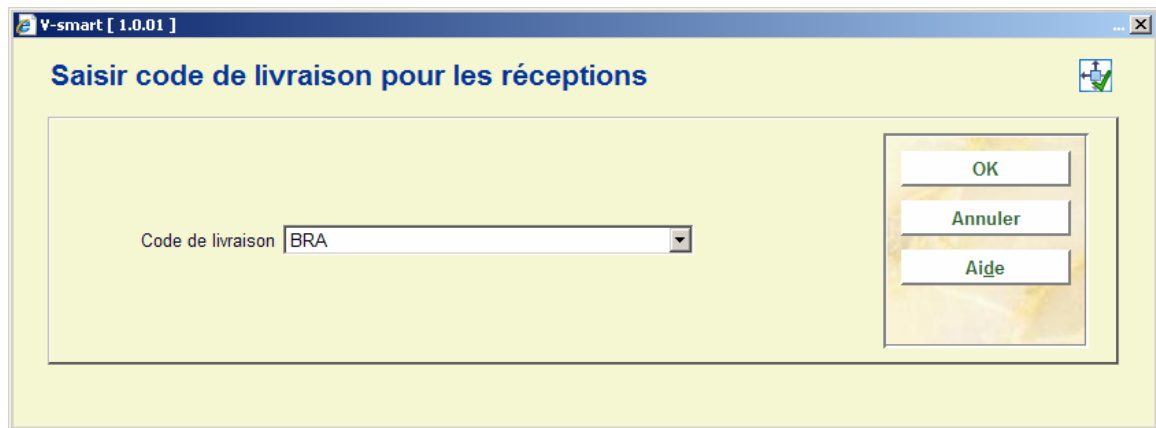 V-smart [ 1.0.01 ]
...
Saisir code de livraison pour les réceptions
OK
Annuler
Code de livraison BRA
Aide